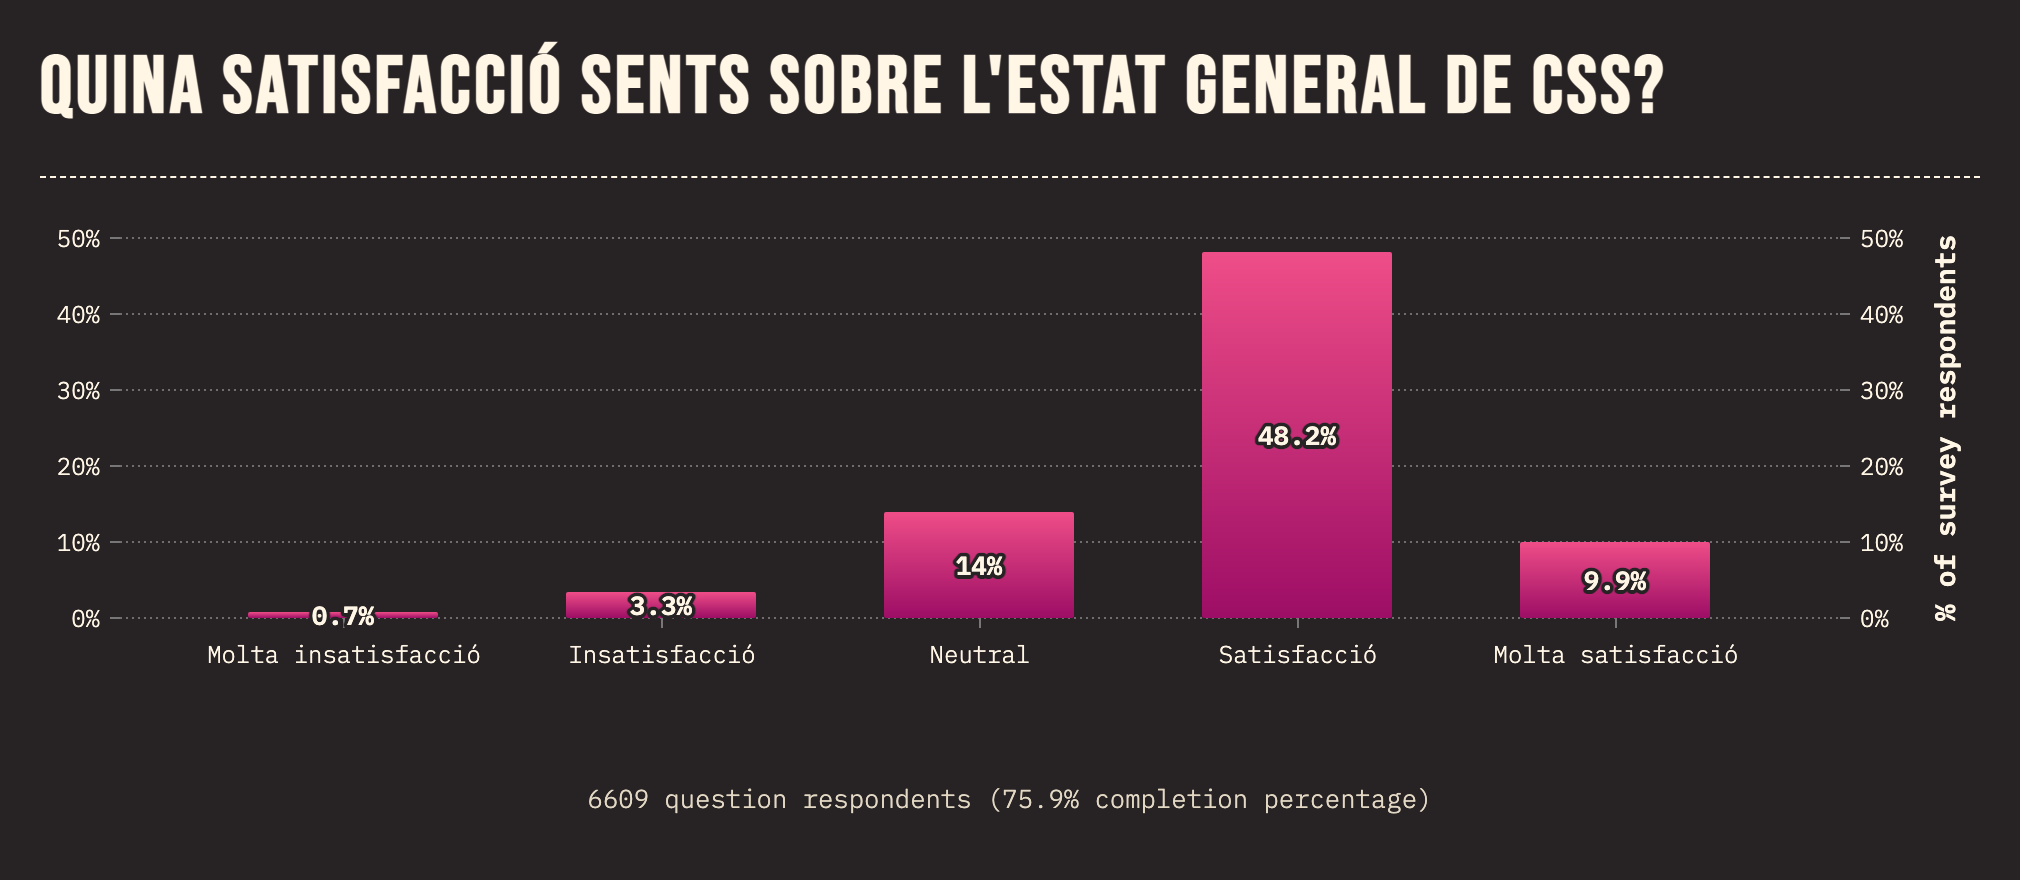 QUINA SATISFACCIÓ SENTS SOBRE L'ESTAT GENERAL DE CSS?
50%
40%
30%
20%
10%
0%
0.7%
3.3%
14%
48.2%
9.9%
50%
40%
30%
20%
10%
0%
% of survey respondents
Molta insatisfacció
Insatisfacció
Neutral
Satisfacció
Molta satisfacció
6609 question respondents (75.9% completion percentage)